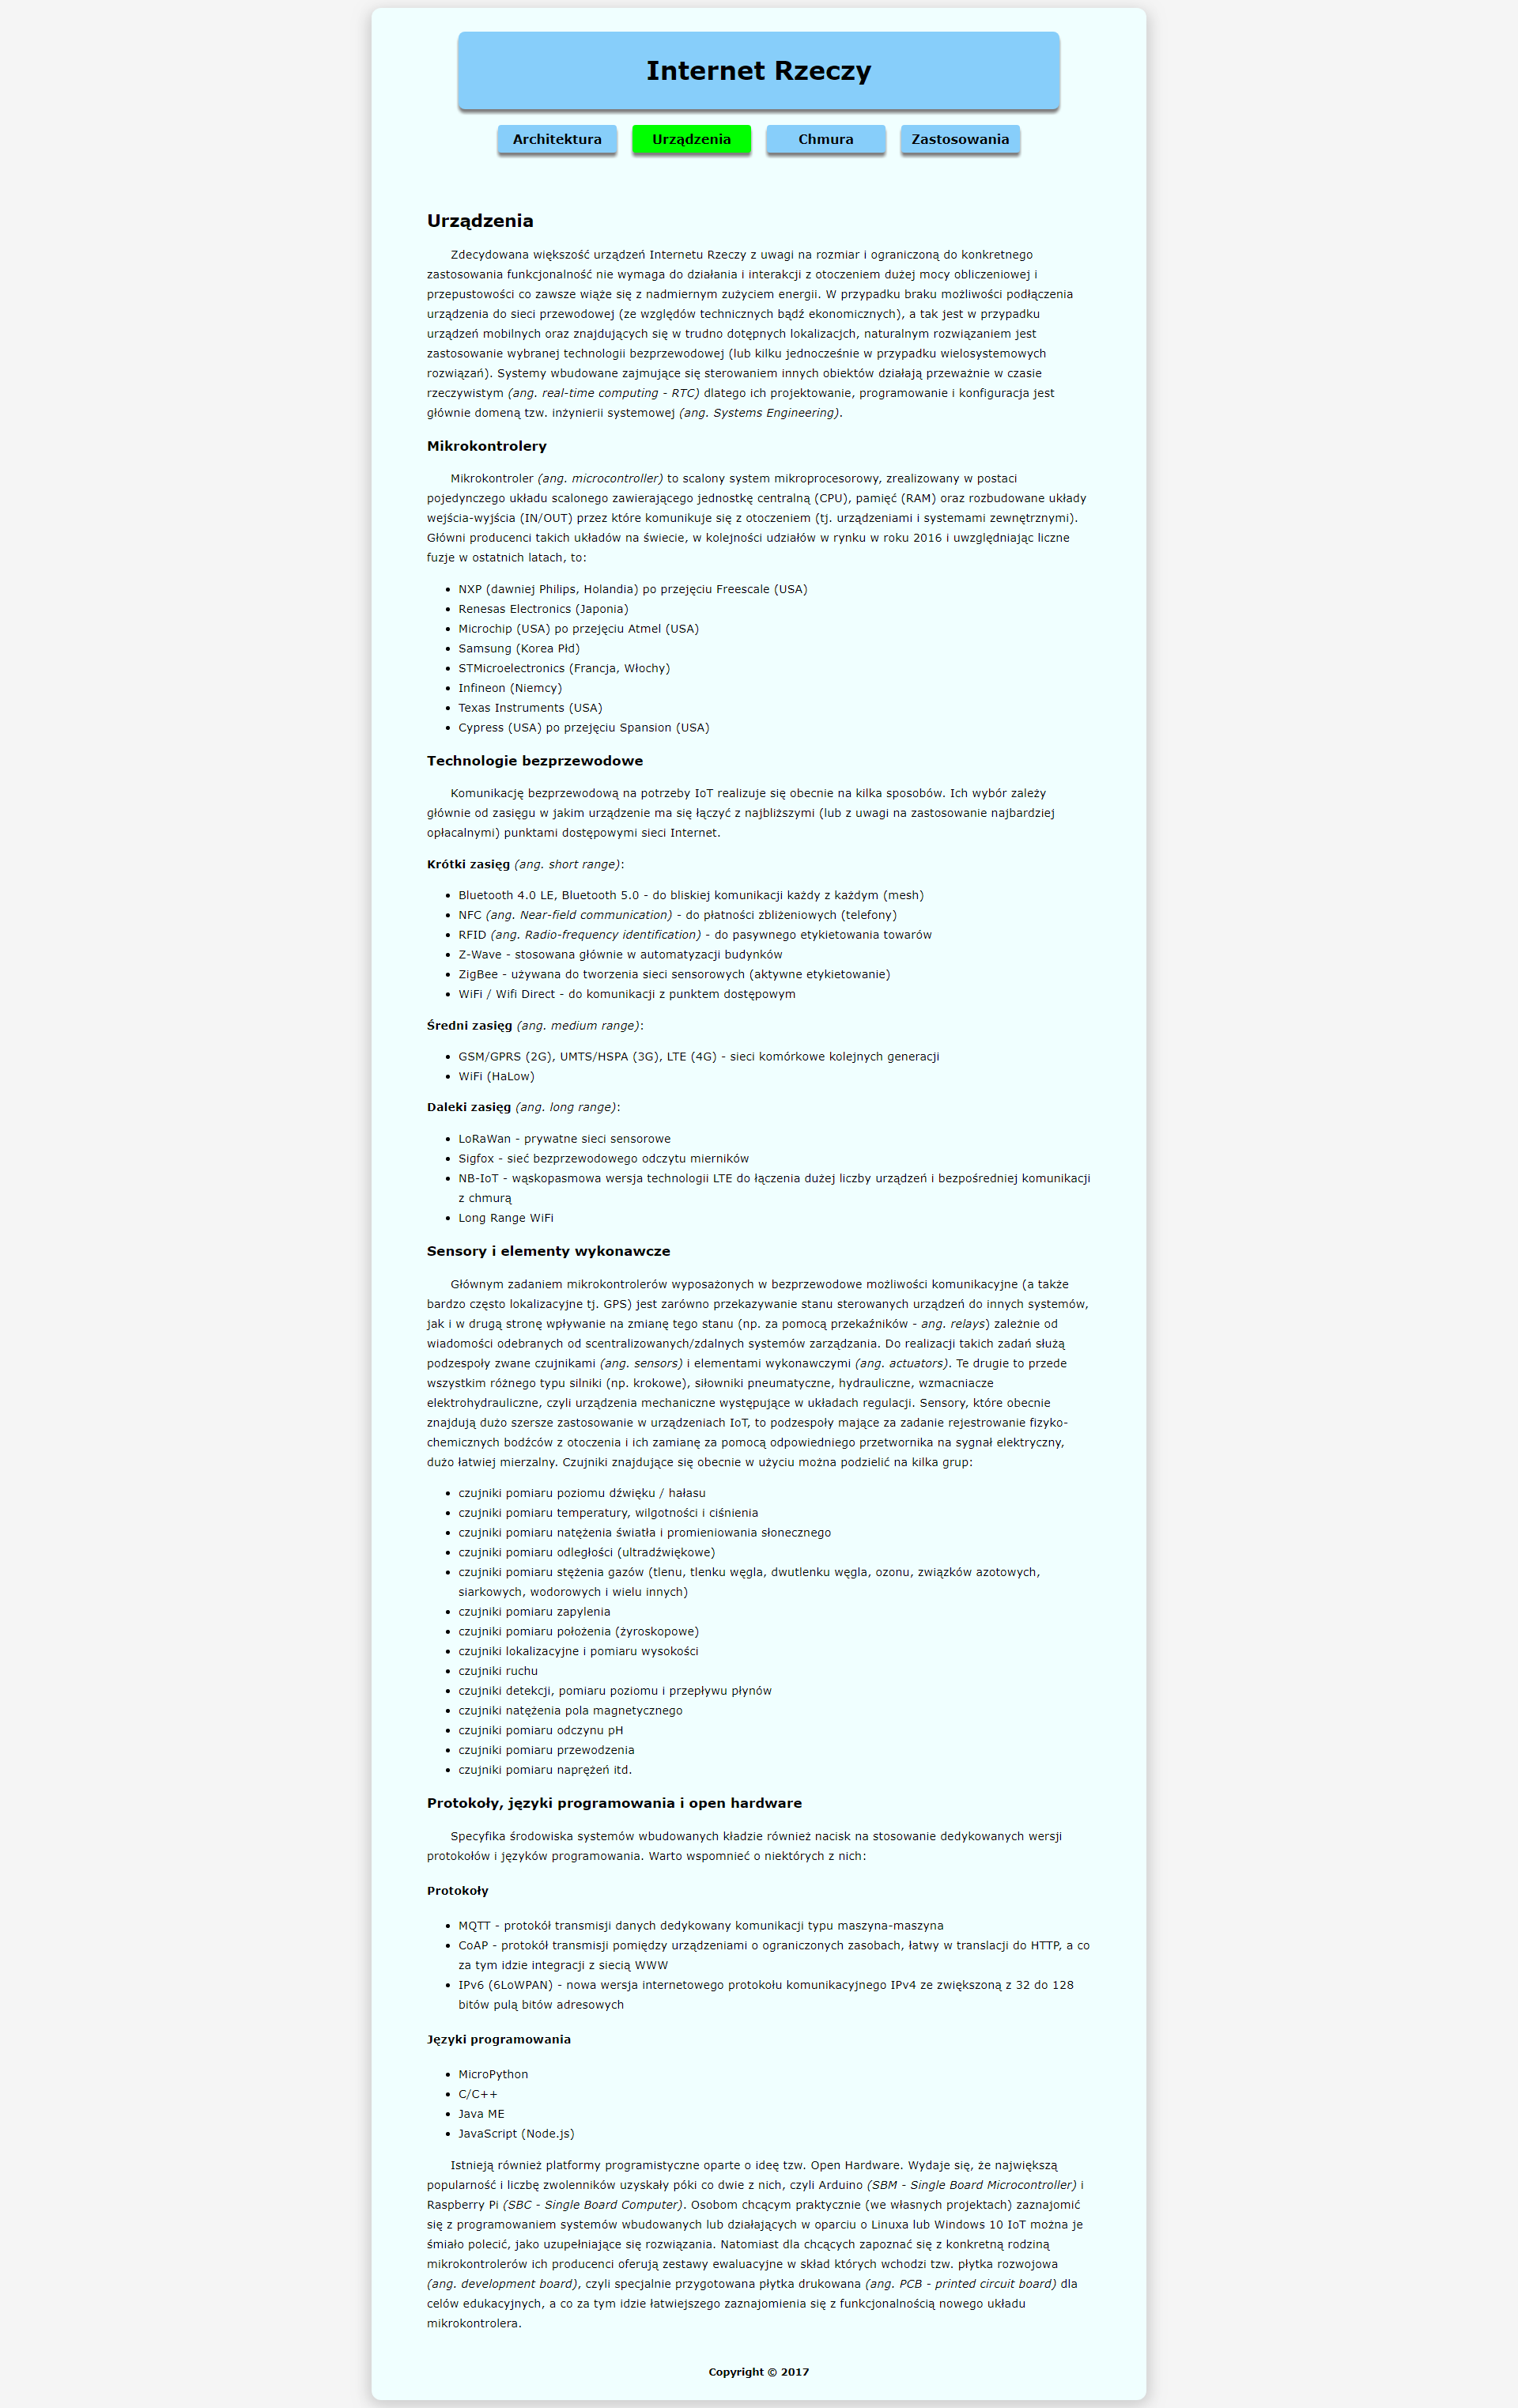 Internet Rzeczy
Architektura
Urządzenia
Chmura
Zastosowania
Urządzenia
Zdecydowana większość urządzeń Internetu Rzeczy z uwagi na rozmiar i ograniczoną do konkretnego
zastosowania funkcjonalność nie wymaga do działania i interakcji z otoczeniem dużej mocy obliczeniowej i
przepustowości co zawsze wiąże się z nadmiernym zużyciem energii. W przypadku braku możliwości podłączenia
urządzenia do sieci przewodowej (ze względów technicznych bądź ekonomicznych), a tak jest w przypadku
urządzeń mobilnych oraz znajdujących się w trudno dotępnych lokalizacjch, naturalnym rozwiązaniem jest
zastosowanie wybranej technologii bezprzewodowej (lub kilku jednocześnie w przypadku wielosystemowych
rozwiązań). Systemy wbudowane zajmujące się sterowaniem innych obiektów działają przeważnie w czasie
rzeczywistym (ang. real-time computing - RTC) dlatego ich projektowanie, programowanie i konfiguracja jest
głównie domeną tzw. inżynierii systemowej (ang. Systems Engineering).
Mikrokontrolery
Mikrokontroler (ang. microcontroller) to scalony system mikroprocesorowy, zrealizowany w postaci
pojedynczego układu scalonego zawierającego jednostkę centralną (CPU), pamięć (RAM) oraz rozbudowane układy
wejścia-wyjścia (IN/OUT) przez które komunikuje się z otoczeniem (tj. urządzeniami i systemami zewnętrznymi).
Główni producenci takich układów na świecie, w kolejności udziałów w rynku w roku 2016 i uwzględniając liczne
fuzje w ostatnich latach, to:
• NXP (dawniej Philips, Holandia) po przejęciu Freescale (USA)
• Renesas Electronics (Japonia)
• Microchip (USA) po przejęciu Atmel (USA)
• Samsung (Korea Płd)
• STMicroelectronics (Francja, Włochy)
• Infineon (Niemcy)
• Texas Instruments (USA)
• Cypress (USA) po przejęciu Spansion (USA)
Technologie bezprzewodowe
Komunikację bezprzewodową na potrzeby IoT realizuje się obecnie na kilka sposobów. Ich wybór zależy
głównie od zasięgu w jakim urządzenie ma się łączyć z najbliższymi (lub z uwagi na zastosowanie najbardziej
opłacalnymi) punktami dostępowymi sieci Internet.
Krótki zasięg (ang. short range):
• Bluetooth 4.0 LE, Bluetooth 5.0 - do bliskiej komunikacji każdy z każdym (mesh)
• NFC (ang. Near-field communication) - do płatności zbliżeniowych (telefony)
• RFID (ang. Radio-frequency identification) - do pasywnego etykietowania towarów
• Z-Wave - stosowana głównie w automatyzacji budynków
• ZigBee - używana do tworzenia sieci sensorowych (aktywne etykietowanie)
• WiFi / Wifi Direct - do komunikacji z punktem dostępowym
Średni zasięg (ang. medium range):
• GSM/GPRS (2G), UMTS/HSPA (3G), LTE (4G) - sieci komórkowe kolejnych generacji
• WiFi (HaLow)
Daleki zasięg (ang. long range):
• LoRaWan - prywatne sieci sensorowe
• Sigfox - sieć bezprzewodowego odczytu mierników
• NB-IoT - wąskopasmowa wersja technologii LTE do łączenia dużej liczby urządzeń i bezpośredniej komunikacji
z chmurą
• Long Range WiFi
Sensory i elementy wykonawcze
Głównym zadaniem mikrokontrolerów wyposażonych w bezprzewodowe możliwości komunikacyjne (a także
bardzo często lokalizacyjne tj. GPS) jest zarówno przekazywanie stanu sterowanych urządzeń do innych systemów,
jak i w drugą stronę wpływanie na zmianę tego stanu (np. za pomocą przekaźników - ang. relays) zależnie od
wiadomości odebranych od scentralizowanych/zdalnych systemów zarządzania. Do realizacji takich zadań służą
podzespoły zwane czujnikami (ang. sensors) i elementami wykonawczymi (ang. actuators). Te drugie to przede
wszystkim różnego typu silniki (np. krokowe), siłowniki pneumatyczne, hydrauliczne, wzmacniacze
elektrohydrauliczne, czyli urządzenia mechaniczne występujące w układach regulacji. Sensory, które obecnie
znajdują dużo szersze zastosowanie w urządzeniach IoT, to podzespoły mające za zadanie rejestrowanie fizyko-
chemicznych bodźców z otoczenia i ich zamianę za pomocą odpowiedniego przetwornika na sygnał elektryczny,
dużo łatwiej mierzalny. Czujniki znajdujące się obecnie w użyciu można podzielić na kilka grup:
• czujniki pomiaru poziomu dźwięku / hałasu
• czujniki pomiaru temperatury, wilgotności i ciśnienia
• czujniki pomiaru natężenia światła i promieniowania słonecznego
• czujniki pomiaru odległości (ultradźwiękowe)
• czujniki pomiaru stężenia gazów (tlenu, tlenku węgla, dwutlenku węgla, ozonu, związków azotowych,
siarkowych, wodorowych i wielu innych)
• czujniki pomiaru zapylenia
• czujniki pomiaru położenia (żyroskopowe)
• czujniki lokalizacyjne i pomiaru wysokości
• czujniki ruchu
• czujniki detekcji, pomiaru poziomu i przepływu płynów
• czujniki natężenia pola magnetycznego
• czujniki pomiaru odczynu pH
• czujniki pomiaru przewodzenia
• czujniki pomiaru naprężeń itd.
Protokoły, języki programowania i open hardware
Specyfika środowiska systemów wbudowanych kładzie również nacisk na stosowanie dedykowanych wersji
protokołów i języków programowania. Warto wspomnieć o niektórych z nich:
Protokoły
• MQTT - protokół transmisji danych dedykowany komunikacji typu maszyna-maszyna
• CoAP - protokół transmisji pomiędzy urządzeniami o ograniczonych zasobach, łatwy w translacji do HTTP, a co
za tym idzie integracji z siecią WWW
• IPv6 (6LoWPAN) - nowa wersja internetowego protokołu komunikacyjnego IPv4 ze zwiększoną z 32 do 128
bitów pulą bitów adresowych
Języki programowania
• MicroPython
• C/C++
• Java ME
• JavaScript (Node.js)
Istnieją również platformy programistyczne oparte o ideę tzw. Open Hardware. Wydaje się, że największą
popularność i liczbę zwolenników uzyskały póki co dwie z nich, czyli Arduino (SBM - Single Board Microcontroller) i
Raspberry Pi (SBC - Single Board Computer). Osobom chcącym praktycznie (we własnych projektach) zaznajomić
się z programowaniem systemów wbudowanych lub działających w oparciu o Linuxa lub Windows 10 IoT można je
śmiało polecić, jako uzupełniające się rozwiązania. Natomiast dla chcących zapoznać się z konkretną rodziną
mikrokontrolerów ich producenci oferują zestawy ewaluacyjne w skład których wchodzi tzw. płytka rozwojowa
(ang. development board), czyli specjalnie przygotowana płytka drukowana (ang. PCB - printed circuit board) dla
celów edukacyjnych, a co za tym idzie łatwiejszego zaznajomienia się z funkcjonalnością nowego układu
mikrokontrolera.
Copyright © 2017